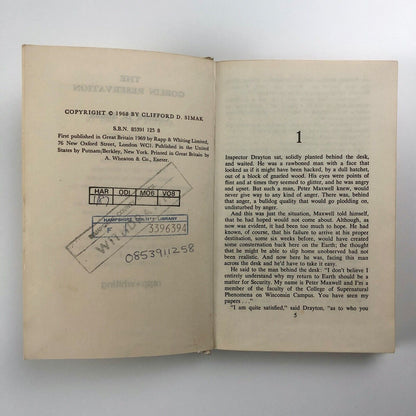 COPYRIGHT © 1968 BY CLIFFORD D. SIMAK
S.B.N. 85391 125 8
First published in Great Britain 1969 by Rapp & Whiting Limited,
76 New Oxford Street, London WC1. Published in the United
States by Putnam/Berkley, New York. Printed in Great Britain by
A. Wheaton & Co., Exeter.
HAR ODI MOB VOB
HAMPSHIRE COUNTY LIBRARY
3396394
0853911258
1
Inspector Drayton sat, solidly planted behind the desk,
and waited. He was a rawboned man with a face that
looked as if it might have been hacked, by a dull hatchet,
out of a block of gnarled wood. His eyes were points of
flint and at times they seemed to glitter, and he was angry
and upset. But such a man, Peter Maxwell knew, would
never give way to any kind of anger. There was, behind
that anger, a bulldog quality that would go plodding on,
undisturbed by anger.
And this was just the situation, Maxwell told himself,
that he had hoped would not come about. Although, as
now was evident, it had been too much to hope. He had
known, of course, that his failure to arrive at his proper
destination, some six weeks before, would have created
some consternation back here on the Earth; the thought
that he might be able to slip home unobserved had not
been realistic. And now here he was, facing this man across
the desk and he'd have to take it easy.
He said to the man behind the desk: "I don't believe I
entirely understand why my return to Earth should be a
matter for Security. My name is Peter Maxwell and I'm a
member of the faculty of the College of Supernatural
Phenomena on Wisconsin Campus. You have seen my
papers . . ."
"I am quite satisfied," said Drayton, "as to who you
5